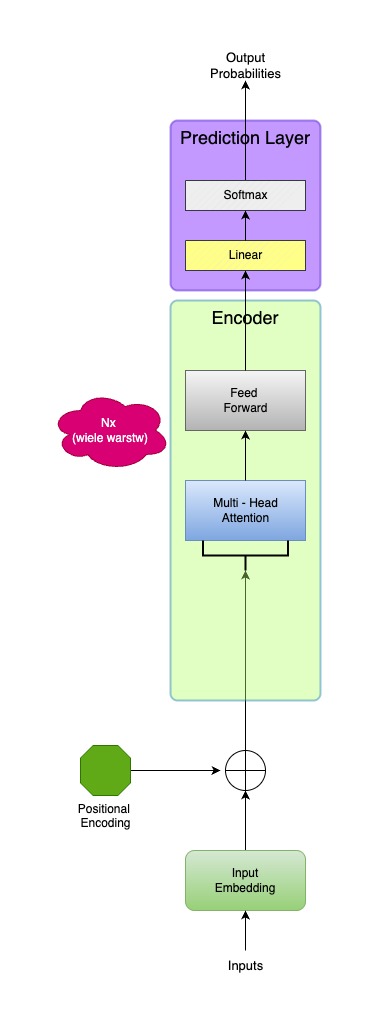 Output
Probabilities
Prediction Layer
Softmax
Linear
Encoder
Feed
Forward
Nx
(wiele warstw)
Multi - Head
Attention
Positional
Encoding
Input
Embedding
Inputs